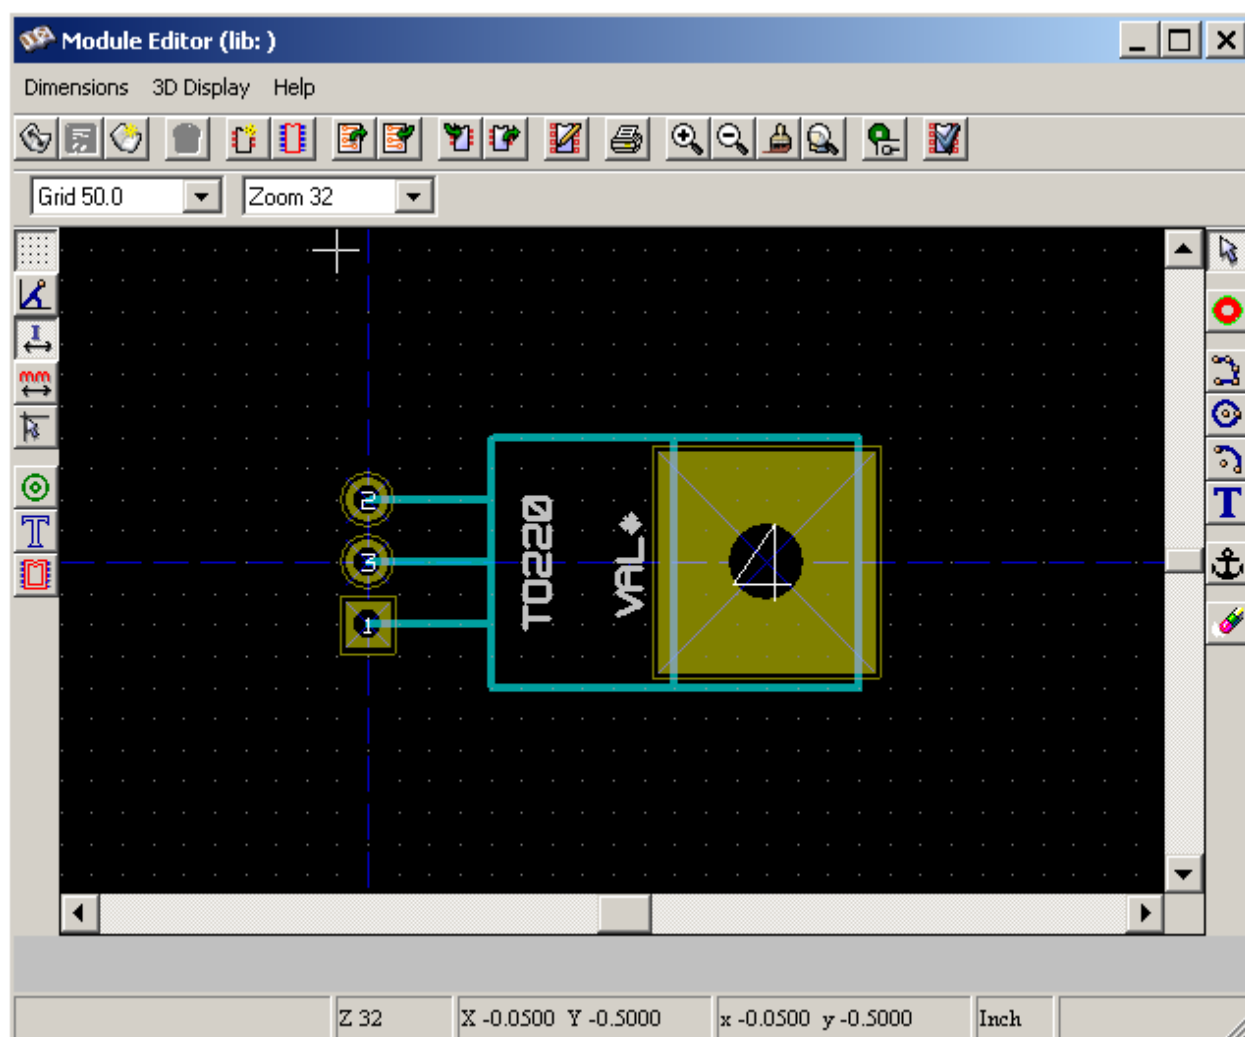 Module Editor (lib: )
Dimensions 3D Display Help
Grid 50.0 Zoom 32
mm
2
3
1
TO220
VAL*
4
T
T
Z 32 X -0.0500 Y -0.5000 x -0.0500 y -0.5000 Inch